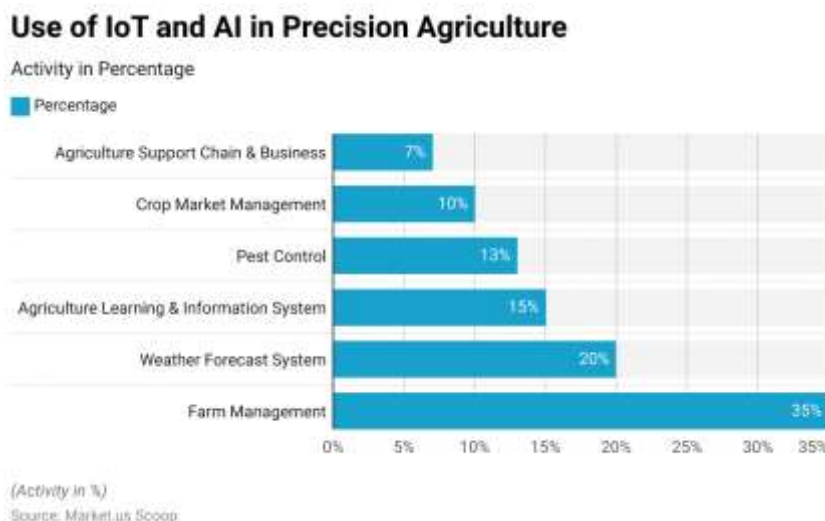 Use of IoT and AI in Precision Agriculture
Activity in Percentage
Percentage
Agriculture Support Chain & Business 7%
Crop Market Management 10%
Pest Control 13%
Agriculture Learning & Information System 15%
Weather Forecast System 20%
Farm Management 35%
0% 5% 10% 15% 20% 25% 30% 35%
(Activity in %)
Source: Market.us Scoop